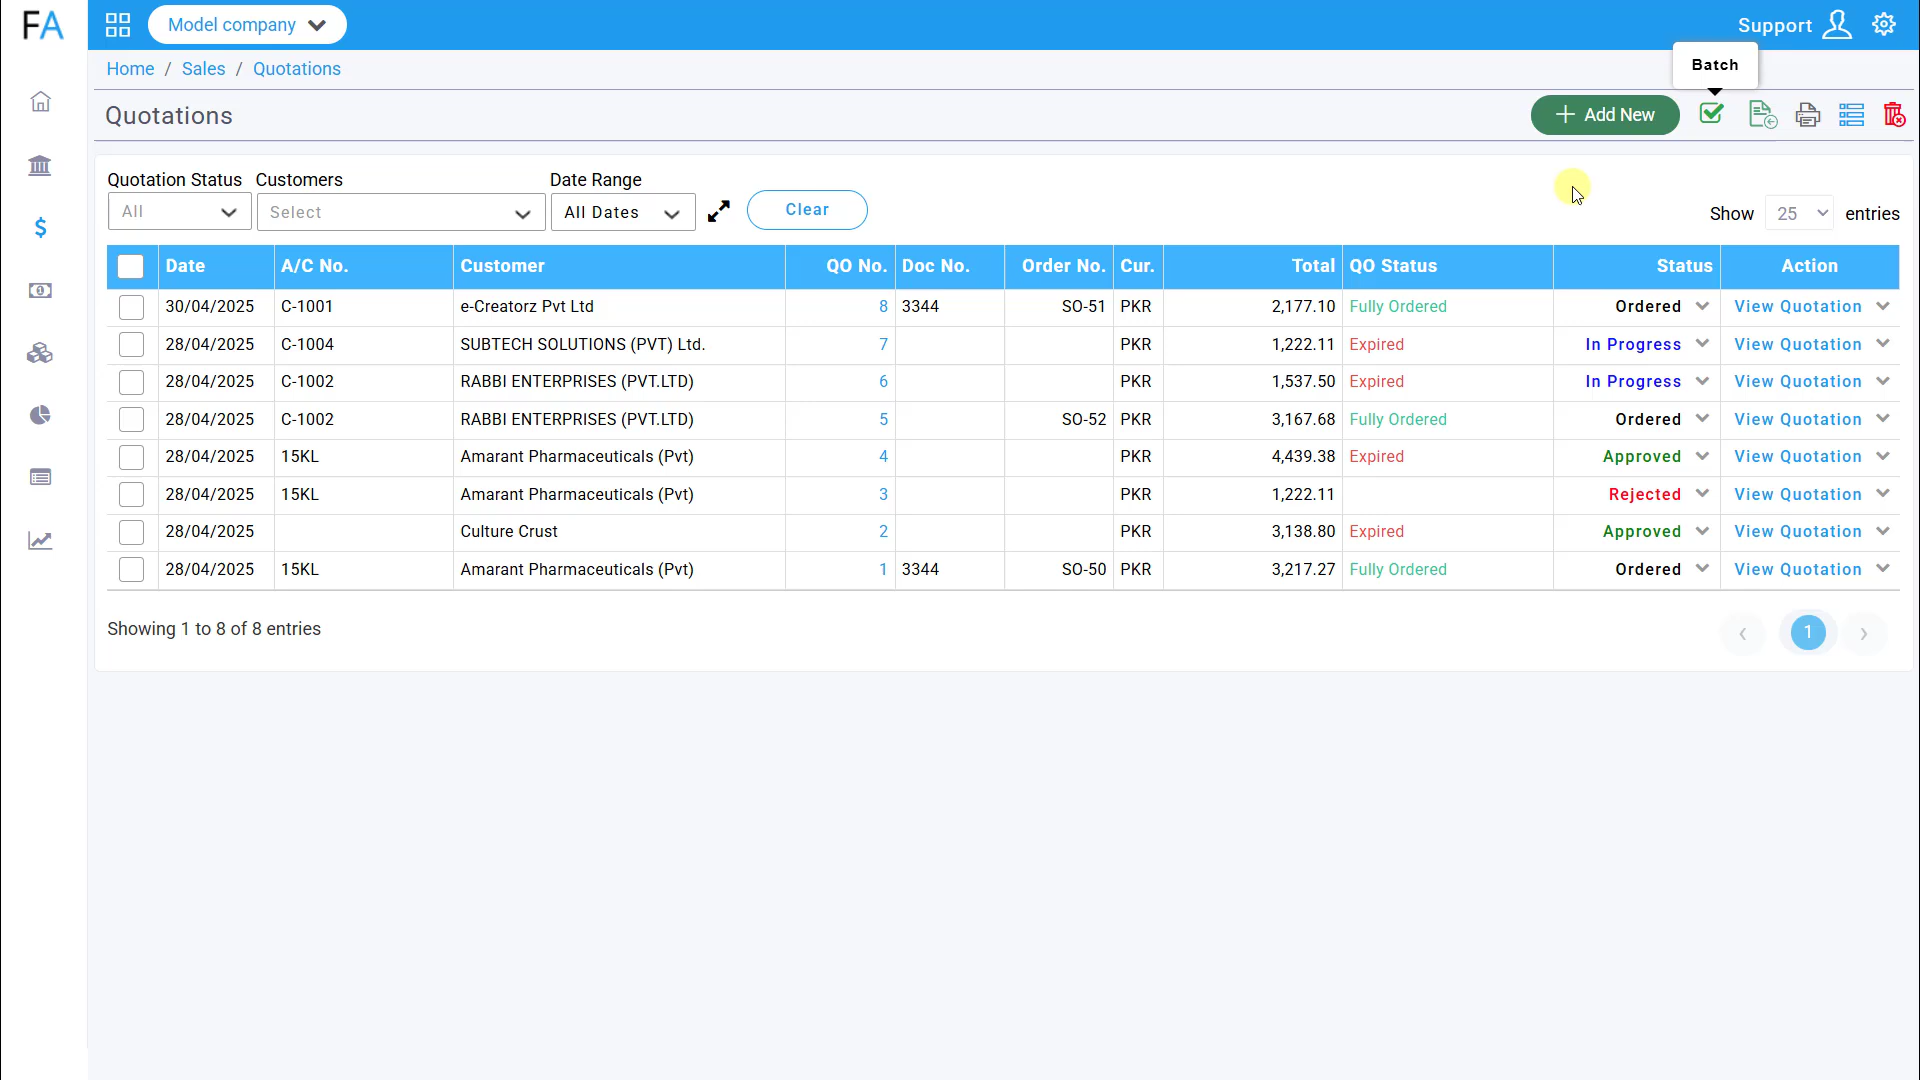 FA
Model company
Support
Batch
Home / Sales / Quotations
Quotations
Add New
Quotation Status Customers Date Range
All Select All Dates Clear
Show 25 entries
Date A/C No. Customer QO No. Doc No. Order No. Cur. Total QO Status Status Action
30/04/2025 C-1001 e-Creatorz Pvt Ltd 8 3344 SO-51 PKR 2,177.10 Fully Ordered Ordered View Quotation
28/04/2025 C-1004 SUBTECH SOLUTIONS (PVT) Ltd. 7 PKR 1,222.11 Expired In Progress View Quotation
28/04/2025 C-1002 RABBI ENTERPRISES (PVT.LTD) 6 PKR 1,537.50 Expired In Progress View Quotation
28/04/2025 C-1002 RABBI ENTERPRISES (PVT.LTD) 5 SO-52 PKR 3,167.68 Fully Ordered Ordered View Quotation
28/04/2025 15KL Amarant Pharmaceuticals (Pvt) 4 PKR 4,439.38 Expired Approved View Quotation
28/04/2025 15KL Amarant Pharmaceuticals (Pvt) 3 PKR 1,222.11 Rejected View Quotation
28/04/2025 Culture Crust 2 PKR 3,138.80 Expired Approved View Quotation
28/04/2025 15KL Amarant Pharmaceuticals (Pvt) 1 3344 SO-50 PKR 3,217.27 Fully Ordered Ordered View Quotation
Showing 1 to 8 of 8 entries
‹ 1 ›